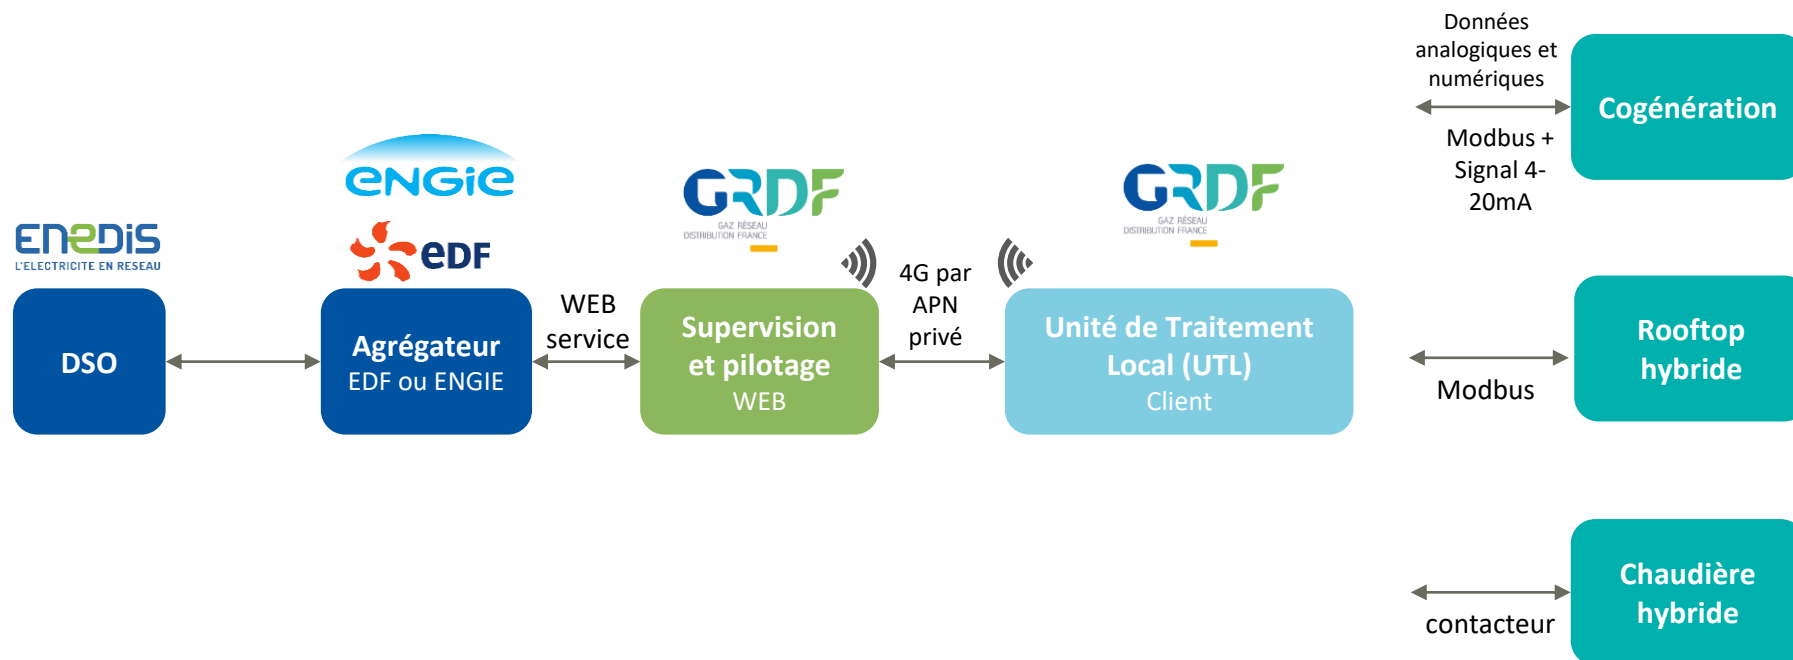 ENEDIS
L'ELECTRICITE EN RESEAU
DSO
ENGIE
eDF
Agrégateur
EDF ou ENGIE
WEB
service
GRDF
GAZ RÉSEAU
DISTRIBUTION FRANCE
Supervision
et pilotage
WEB
4G par
APN
privé
GRDF
GAZ RÉSEAU
DISTRIBUTION FRANCE
Unité de Traitement
Local (UTL)
Client
Données
analogiques et
numériques
Modbus +
Signal 4-
20mA
Cogénération
Modbus
Rooftop
hybride
contacteur
Chaudière
hybride